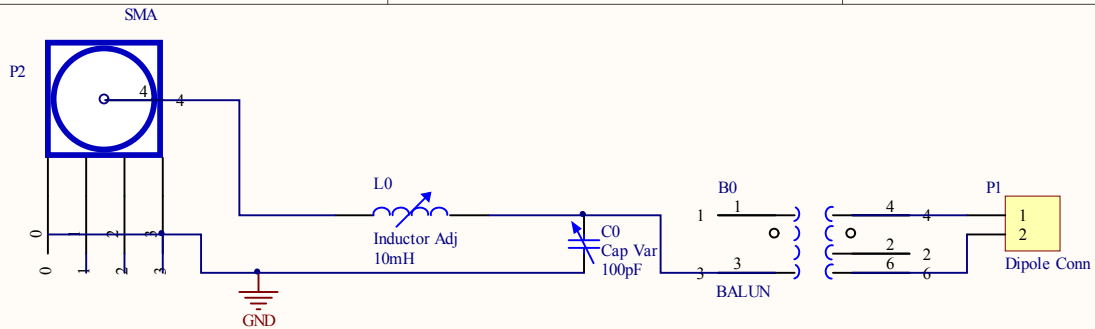 SMA
P2
4 4
0 1 2 3
0 1 2 3
GND
L0
Inductor Adj
10mH
C0
Cap Var
100pF
B0
1 1
3 3
BALUN
4 4
2 2
6 6
P1
1
2
Dipole Conn